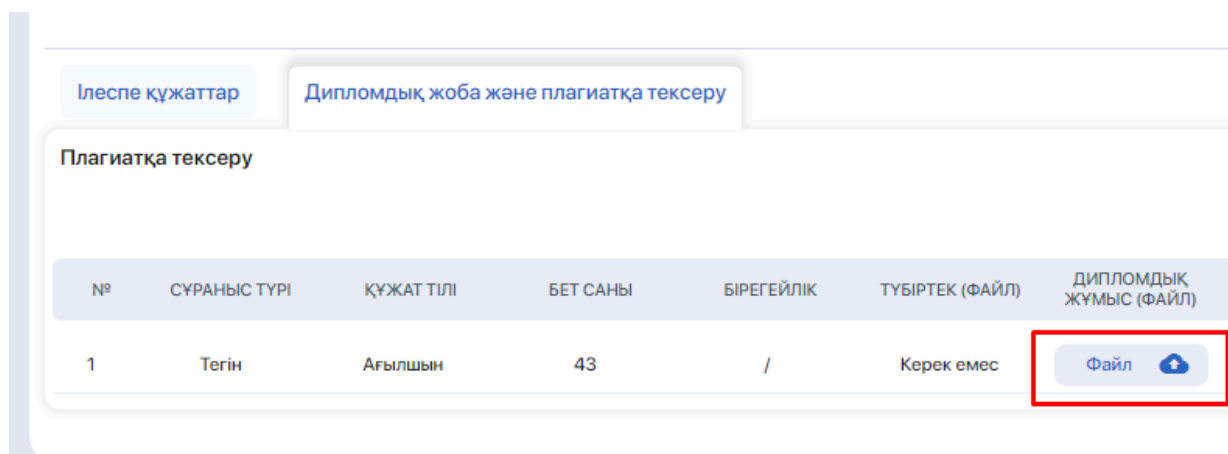 Ілеспе құжаттар
Дипломдық жоба және плагиатқа тексеру
Плагиатқа тексеру
№ СҰРАНЫС ТҮРІ ҚҰЖАТ ТІЛІ БЕТ САНЫ БІРЕГЕЙЛІК ТҮБІРТЕК (ФАЙЛ) ДИПЛОМДЫҚ
ЖҰМЫС (ФАЙЛ)
1 Тегін Ағылшын 43 / Керек емес Файл